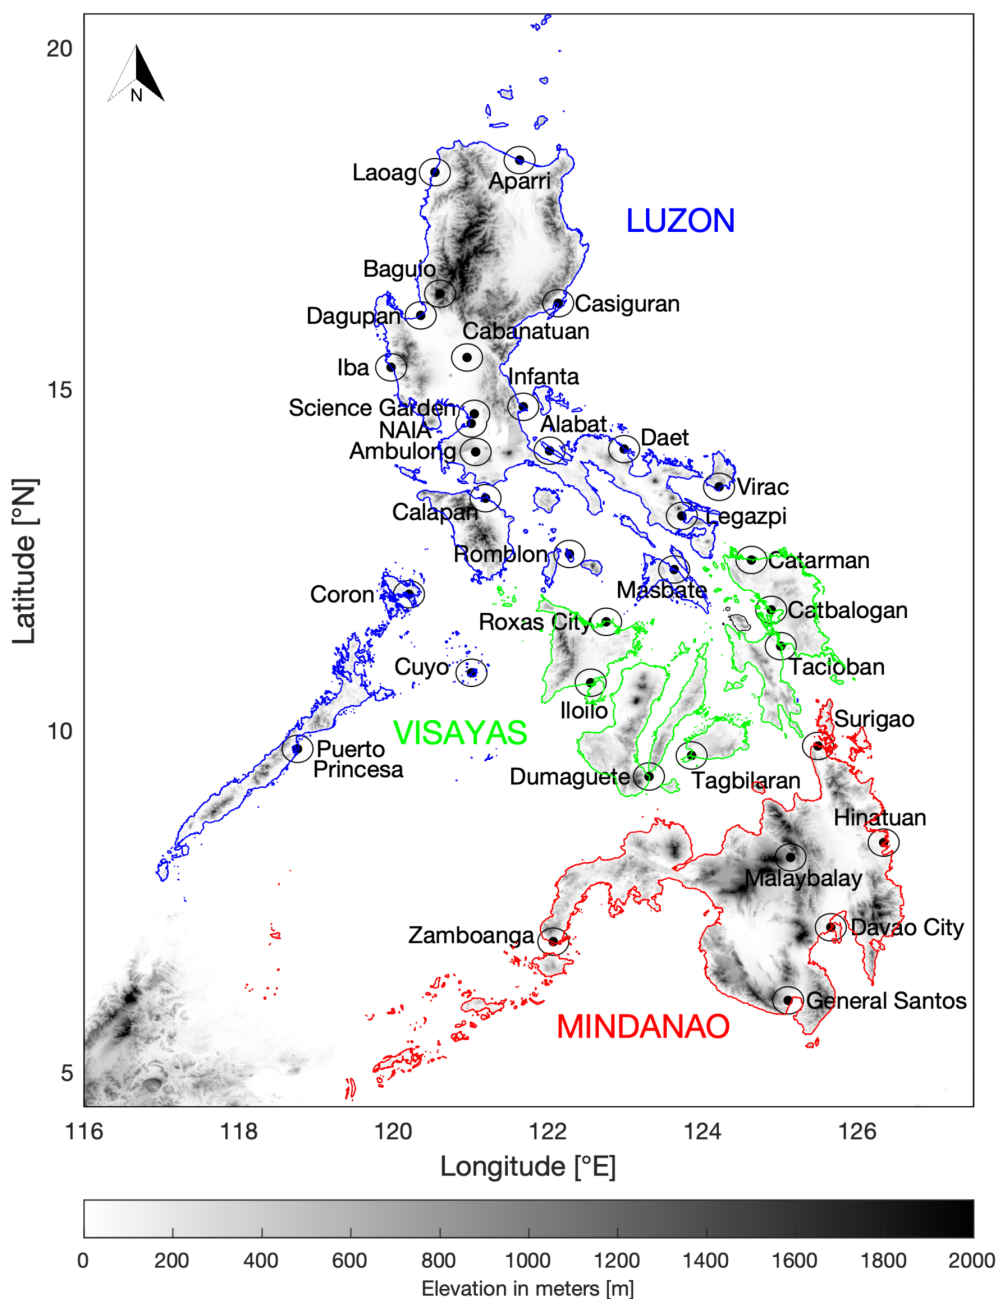 20
N
Laoag
Aparri
LUZON
Baguio
Casiguran
Dagupan
Cabanatuan
Iba
15
Infanta
Science Garden
NAIA
Alabat
Daet
Ambulong
Virac
Calapan
Legazpi
Romblon
Catarman
Masbate
Coron
Roxas City
Catbalogan
Tacloban
Cuyo
Iloilo
Surigao
10
VISAYAS
Puerto
Princesa
Dumaguete
Tagbilaran
Hinatuan
Malaybalay
Zamboanga
Davao City
General Santos
MINDANAO
5
Latitude [°N]
116
118
120
122
124
126
Longitude [°E]
0
200
400
600
800
1000
1200
1400
1600
1800
2000
Elevation in meters [m]